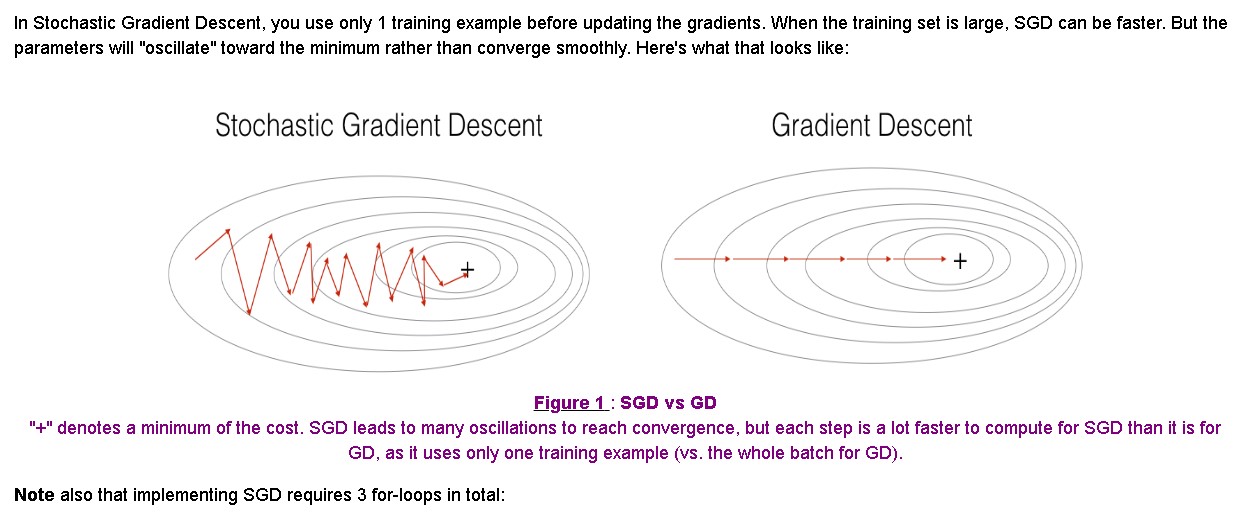 In Stochastic Gradient Descent, you use only 1 training example before updating the gradients. When the training set is large, SGD can be faster. But the
parameters will "oscillate" toward the minimum rather than converge smoothly. Here's what that looks like:
Stochastic Gradient Descent
Gradient Descent
+
+
Figure 1 : SGD vs GD
"+" denotes a minimum of the cost. SGD leads to many oscillations to reach convergence, but each step is a lot faster to compute for SGD than it is for
GD, as it uses only one training example (vs. the whole batch for GD).
Note also that implementing SGD requires 3 for-loops in total: